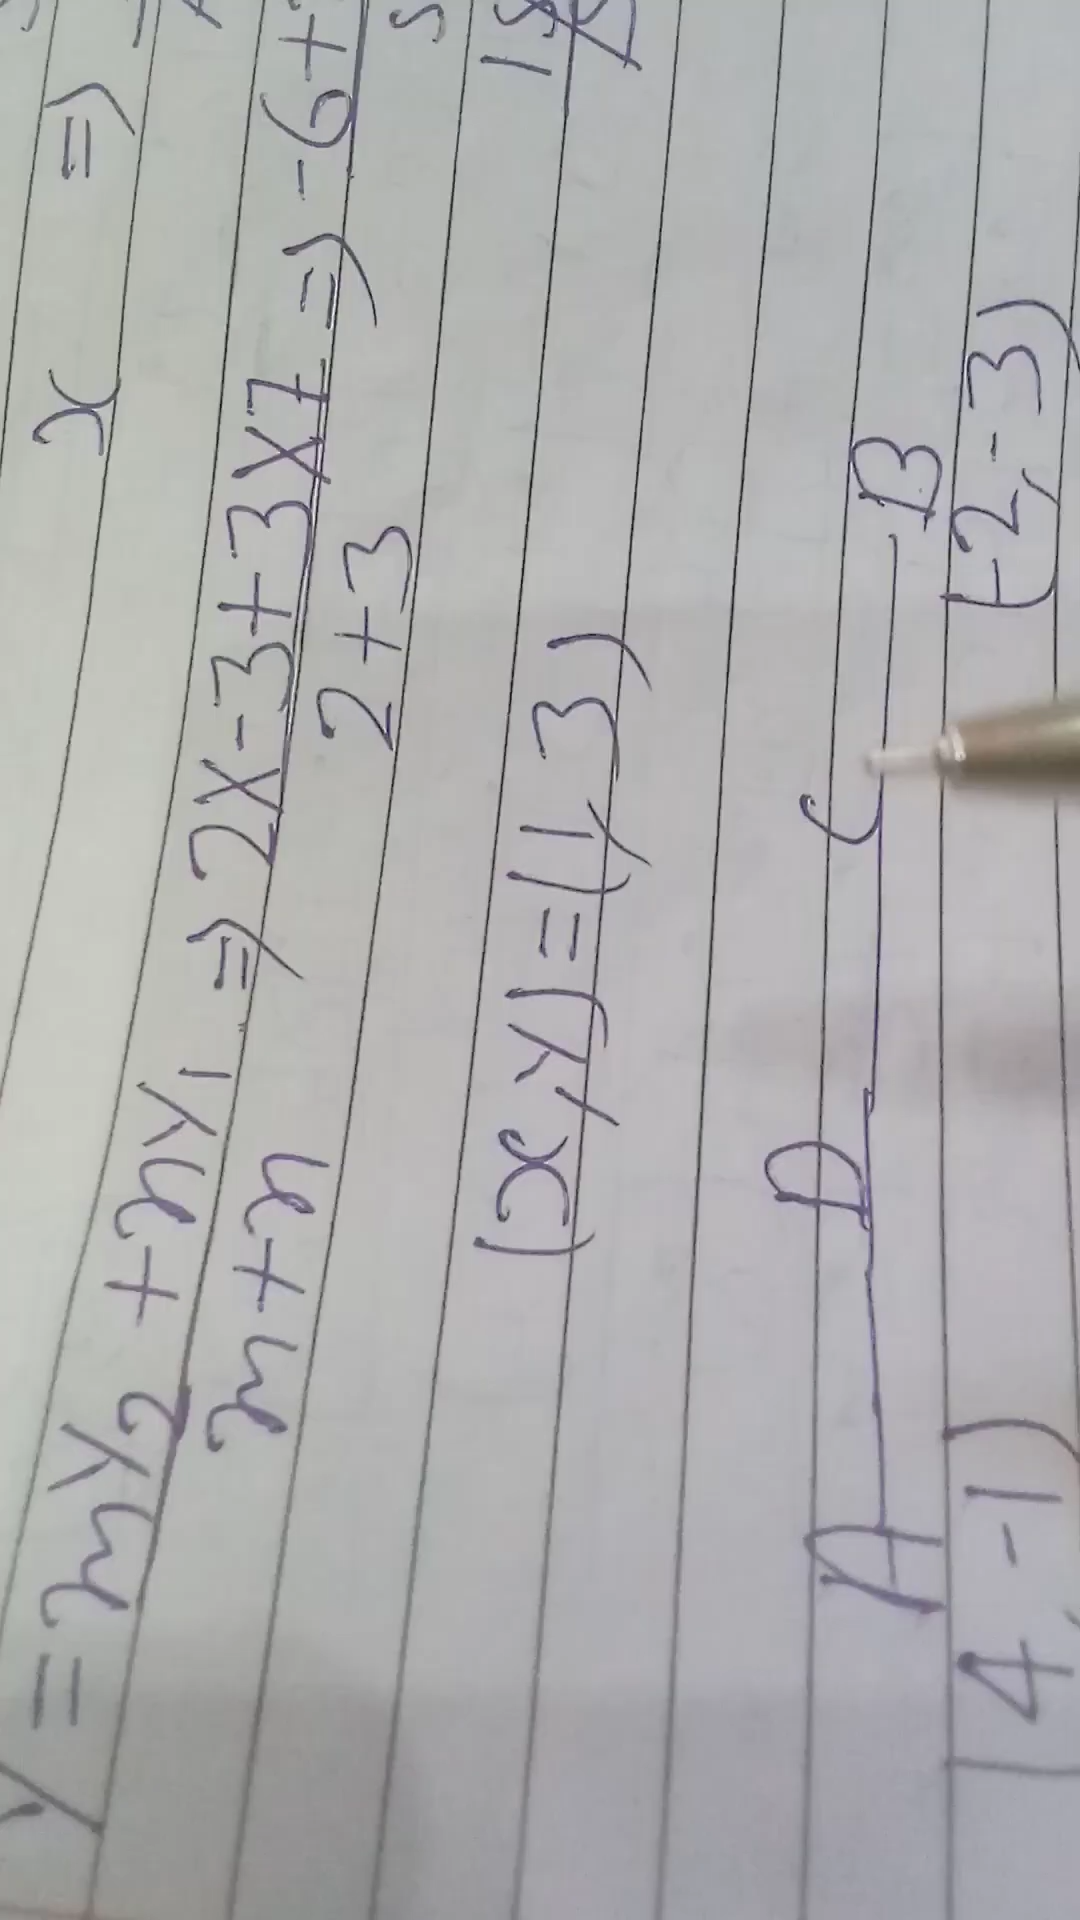 x =>
y = my2 + ny1 => 2x-3+3x7 => -6+
m+n 2+3
(x,y)=(1,3)
A D C B
(4,-1) (-2,-3)